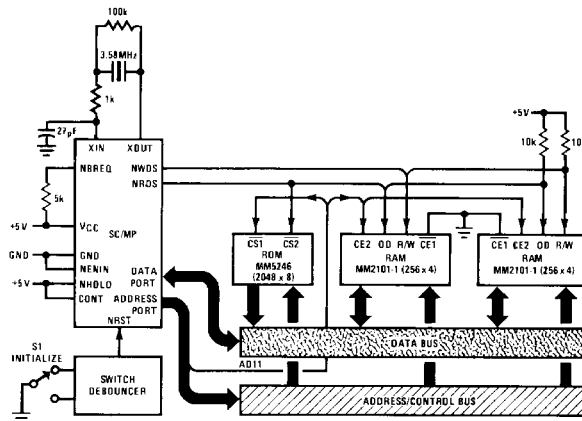 100k
3.58MHz
1k
27pF
XIN XOUT
NBREQ NWDS
NRDS
5k
+5V VCC
SC/MP
GND GND
NENIN
DATA
PORT
+5V NHOLD
CONT ADDRESS
PORT
NRST
S1
INITIALIZE
SWITCH
DEBOUNCER
+5V
10k
CS1 CS2
ROM
MM5246
(2048 x 8)
CE2 OD R/W CE1
RAM
MM2101-1 (256 x 4)
CE1 CE2 OD R/W
RAM
MM2101-1 (256 x 4)
DATA BUS
AD11
ADDRESS/CONTROL BUS